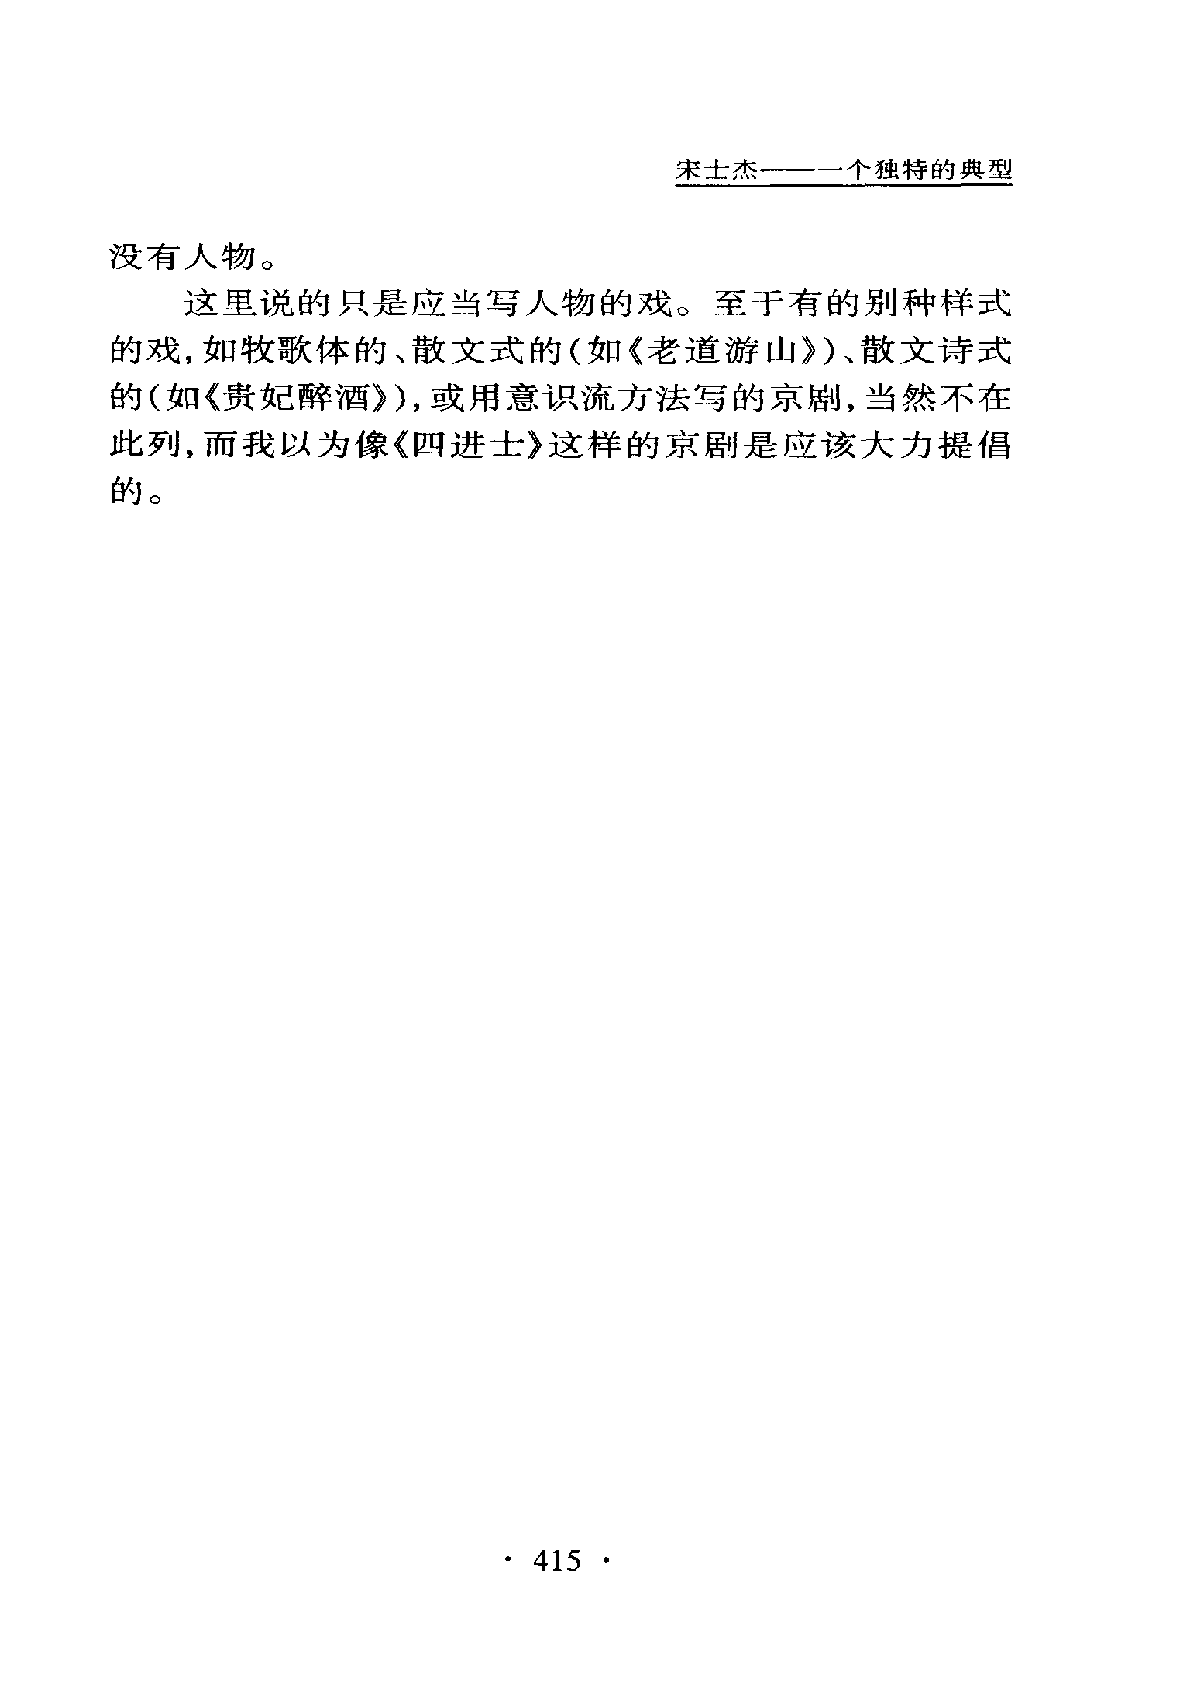 宋士杰——一个独特的典型
没有人物。
这里说的只是应当写人物的戏。至于有的别种样式
的戏,如牧歌体的、散文式的(如《老道游山》)、散文诗式
的(如《贵妃醉酒》),或用意识流方法写的京剧,当然不在
此列,而我以为像《四进士》这样的京剧是应该大力提倡
的。
· 415 ·